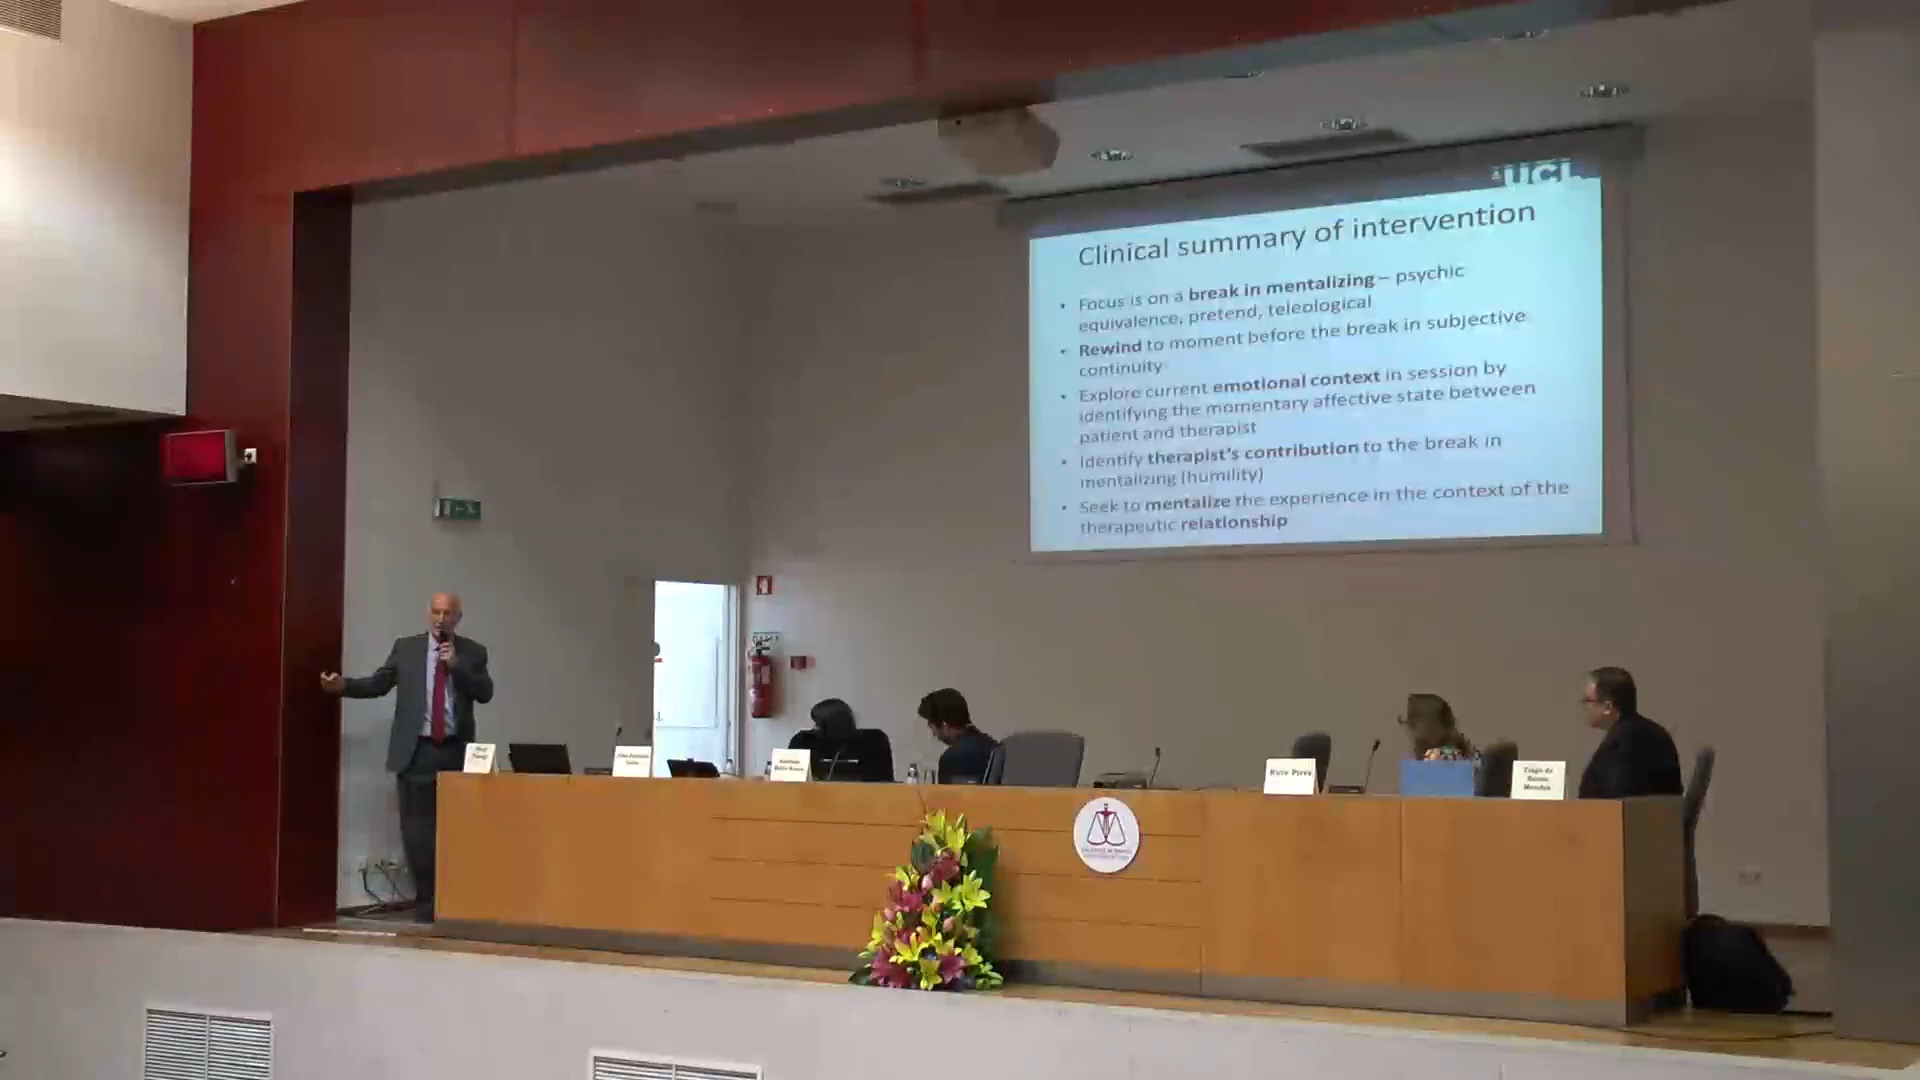 UCL
Clinical summary of intervention
• Focus is on a break in mentalizing – psychic
equivalence, pretend, teleological
• Rewind to moment before the break in subjective
continuity
• Explore current emotional context in session by
identifying the momentary affective state between
patient and therapist
• Identify therapist's contribution to the break in
mentalizing (humility)
• Seek to mentalize the experience in the context of the
therapeutic relationship
Rute Pires
Tiago de
Mendes